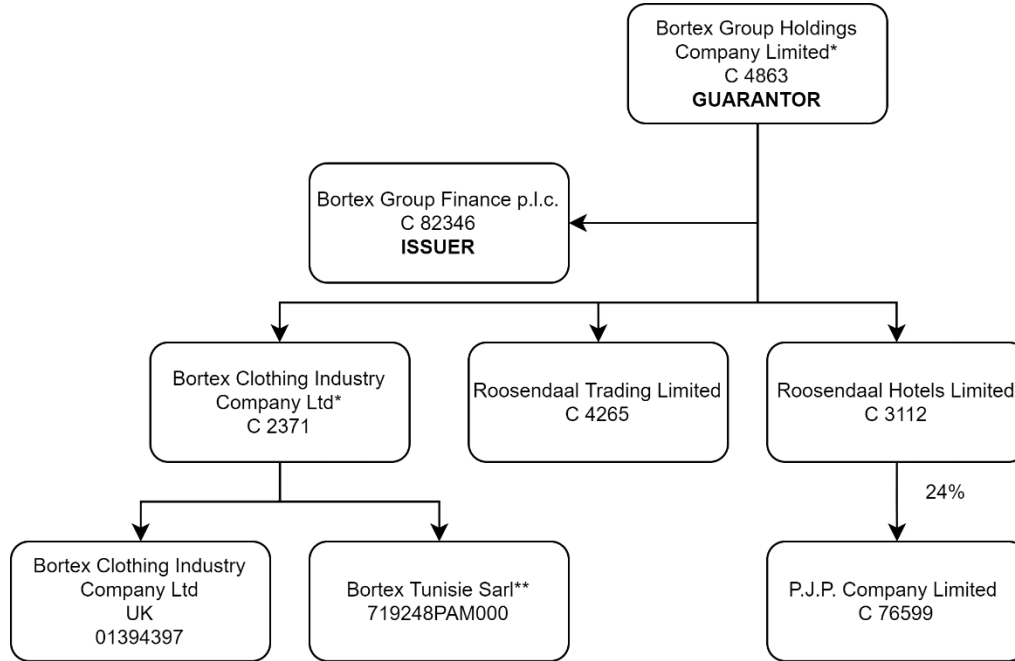 Bortex Group Holdings
Company Limited*
C 4863
GUARANTOR
Bortex Group Finance p.l.c.
C 82346
ISSUER
Bortex Clothing Industry
Company Ltd*
C 2371
Roosendaal Trading Limited
C 4265
Roosendaal Hotels Limited
C 3112
24%
Bortex Clothing Industry
Company Ltd
UK
01394397
Bortex Tunisie Sarl**
719248PAM000
P.J.P. Company Limited
C 76599